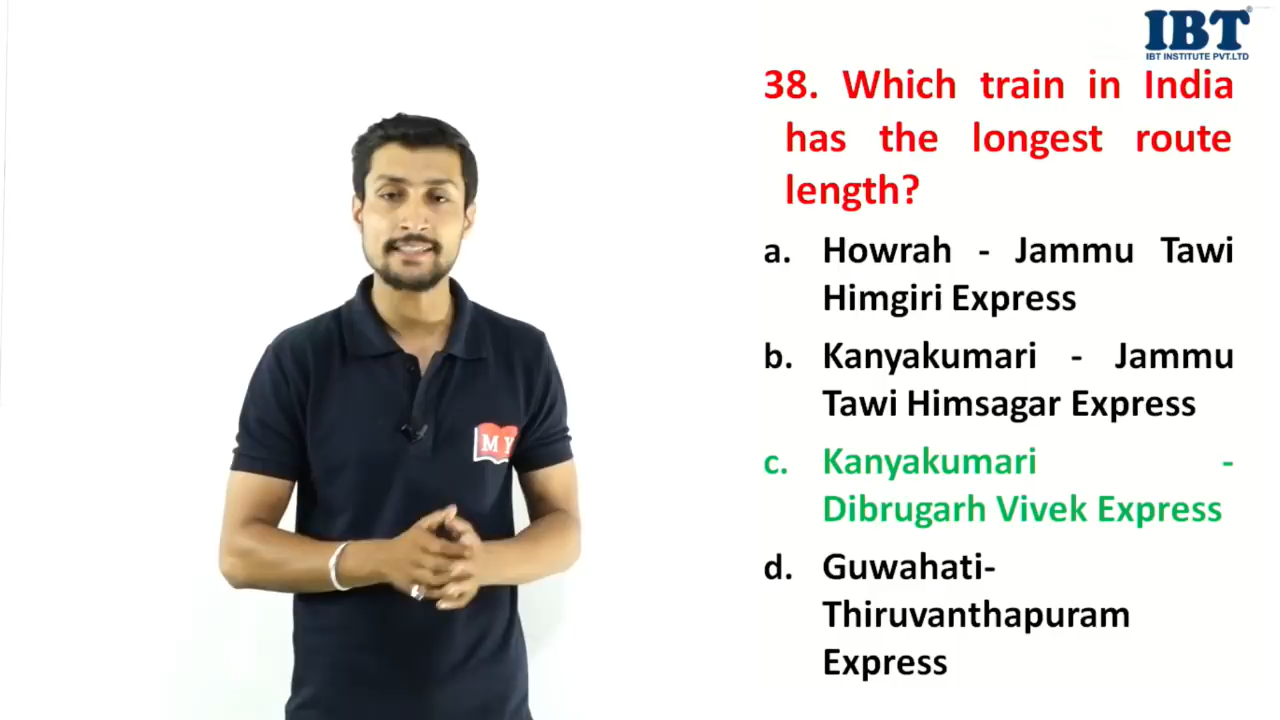 IBT
IBT INSTITUTE PVT.LTD
38. Which train in India
has the longest route
length?
a. Howrah - Jammu Tawi
Himgiri Express
b. Kanyakumari - Jammu
Tawi Himsagar Express
c. Kanyakumari -
Dibrugarh Vivek Express
d. Guwahati-
Thiruvanthapuram
Express
M Y